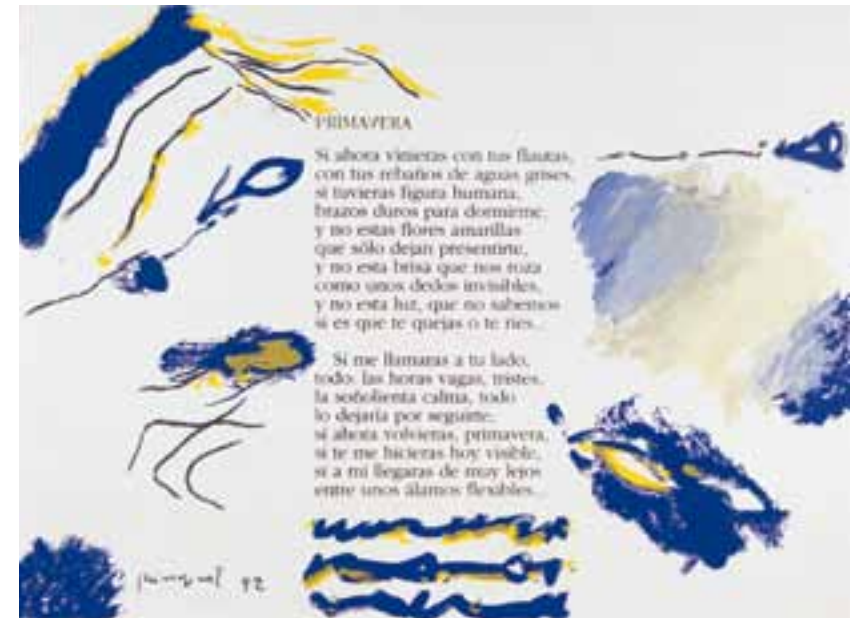 PRIMAVERA
Si ahora vinieras con tus flautas,
con tus rebaños de aguas grises,
si tuvieras figura humana,
brazos duros para dormirme,
y no estas flores amarillas
que sólo dejan presentirte,
y no esta brisa que nos roza
como unos dedos invisibles,
y no esta luz, que no sabemos
si es que te quejas o te ríes.
Si me llamaras a tu lado,
todo: las horas vagas, tristes,
la soñolienta calma, todo
lo dejaría por seguirte,
si ahora volvieras, primavera,
si te me hicieras hoy visible,
si a mí llegaras de muy lejos
entre unos álamos flexibles.
92